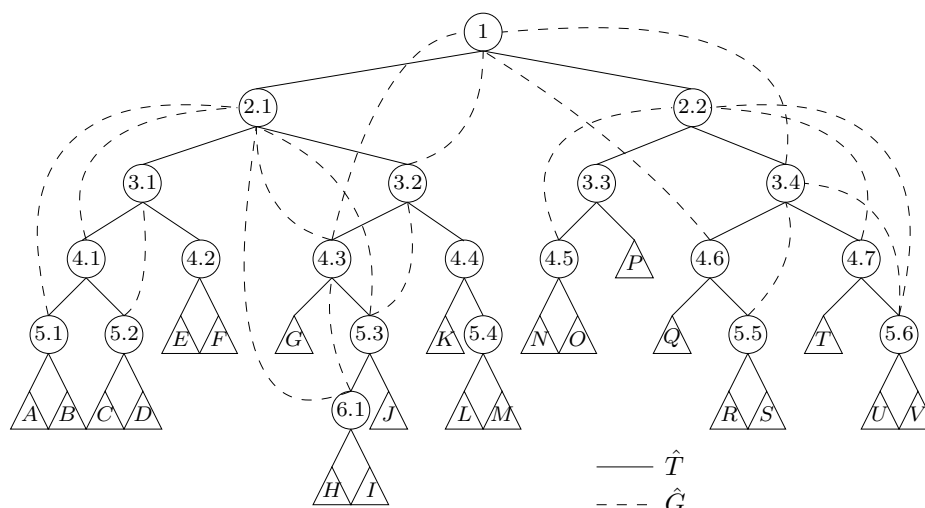 1
2.1 2.2
3.1 3.2 3.3 3.4
4.1 4.2 4.3 4.4 4.5 P 4.6 4.7
5.1 5.2 E F G 5.3 K 5.4 N O Q 5.5 T 5.6
A B C D 6.1 J L M R S U V
T̂
H I
Ĝ